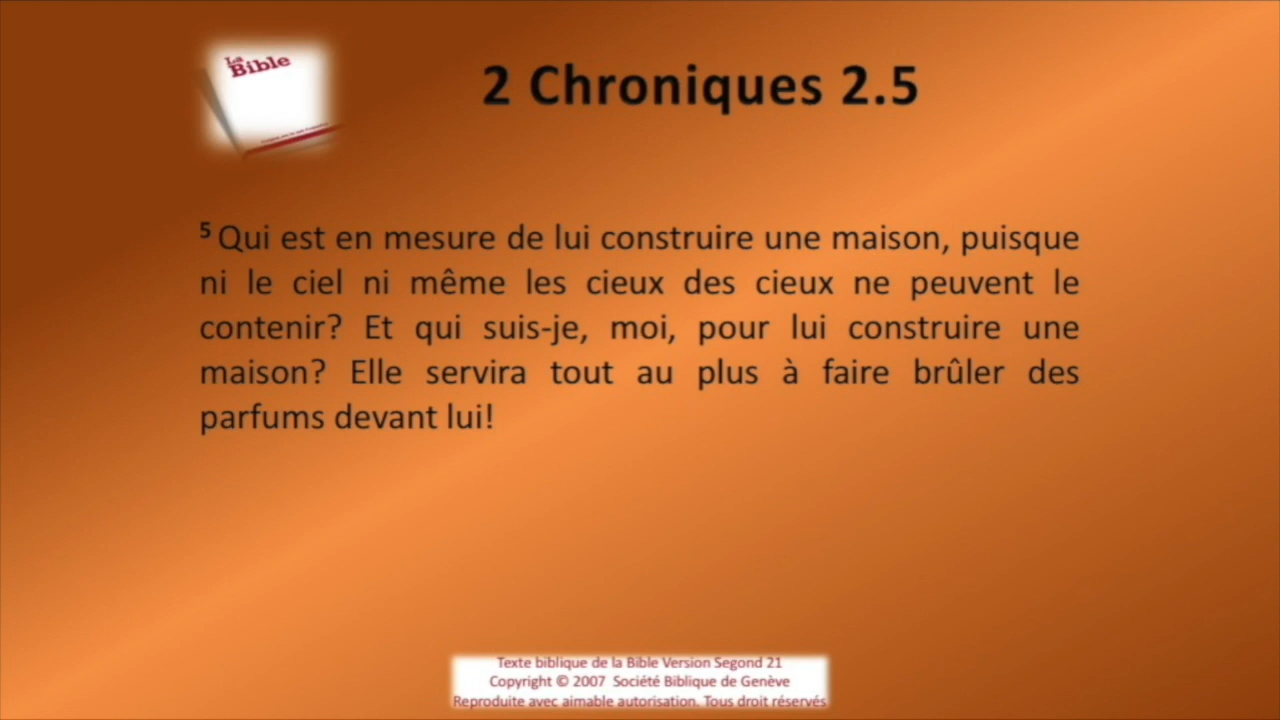 La
Bible
2 Chroniques 2.5
5 Qui est en mesure de lui construire une maison, puisque
ni le ciel ni même les cieux des cieux ne peuvent le
contenir? Et qui suis-je, moi, pour lui construire une
maison? Elle servira tout au plus à faire brûler des
parfums devant lui!
Texte biblique de la Bible Version Segond 21
Copyright © 2007 Société Biblique de Genève
Reproduite avec aimable autorisation. Tous droit réservés